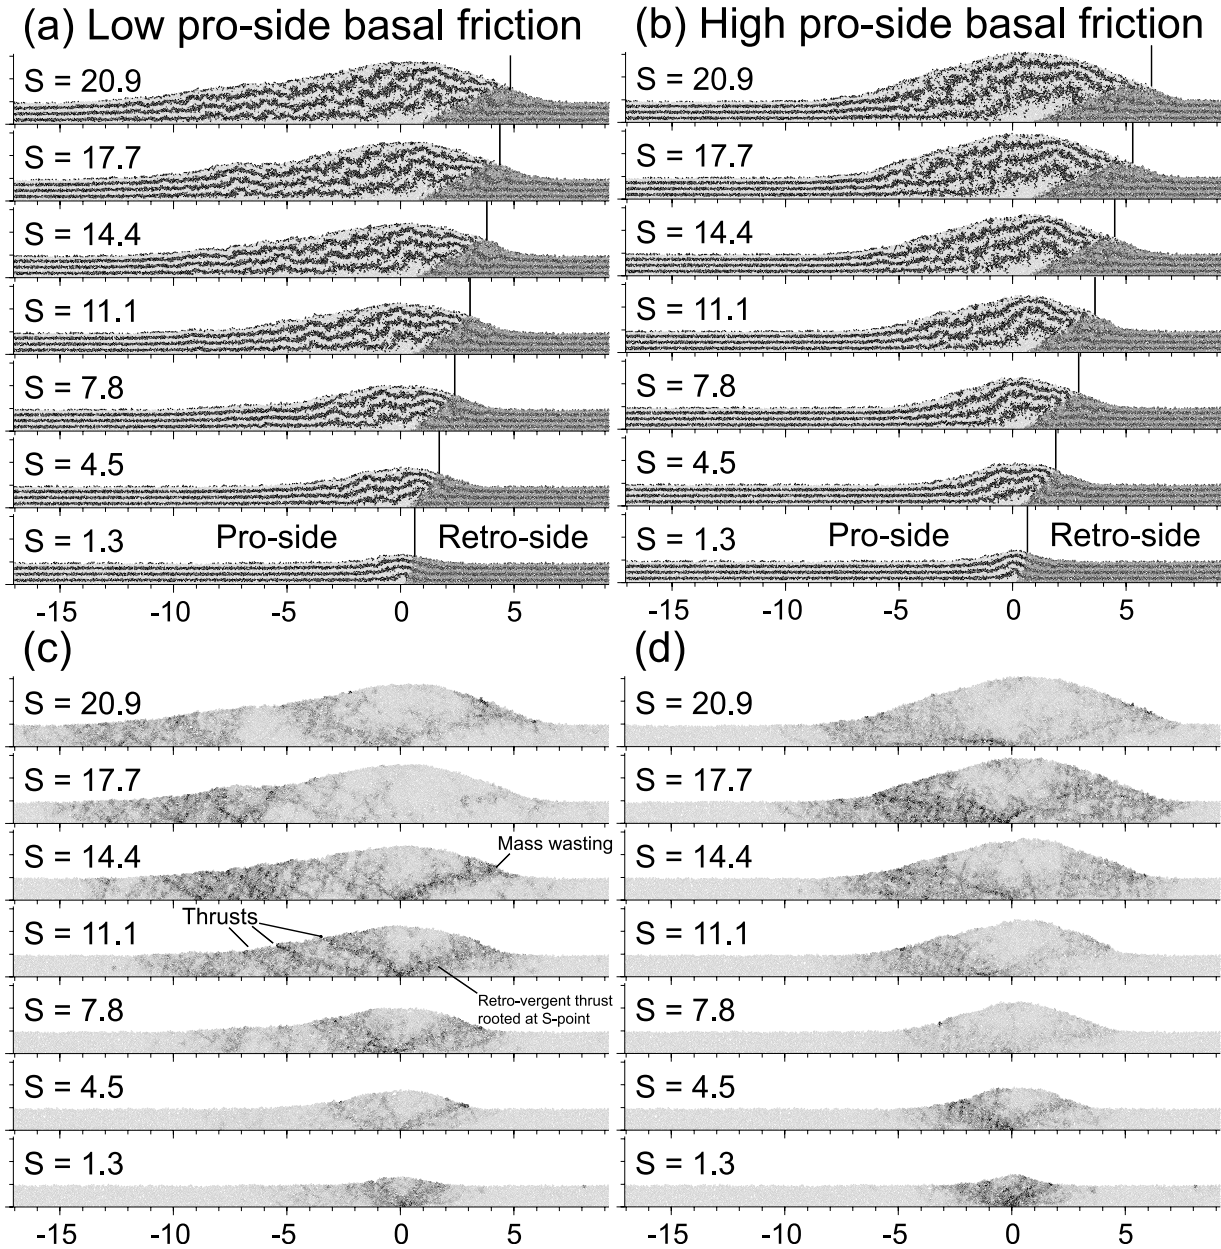 (a) Low pro-side basal friction
S = 20.9
S = 17.7
S = 14.4
S = 11.1
S = 7.8
S = 4.5
S = 1.3
Pro-side
Retro-side
-15 -10 -5 0 5
(b) High pro-side basal friction
S = 20.9
S = 17.7
S = 14.4
S = 11.1
S = 7.8
S = 4.5
S = 1.3
Pro-side
Retro-side
-15 -10 -5 0 5
(c)
S = 20.9
S = 17.7
S = 14.4
Mass wasting
S = 11.1
Thrusts
Retro-vergent thrust
rooted at S-point
S = 7.8
S = 4.5
S = 1.3
-15 -10 -5 0 5
(d)
S = 20.9
S = 17.7
S = 14.4
S = 11.1
S = 7.8
S = 4.5
S = 1.3
-15 -10 -5 0 5